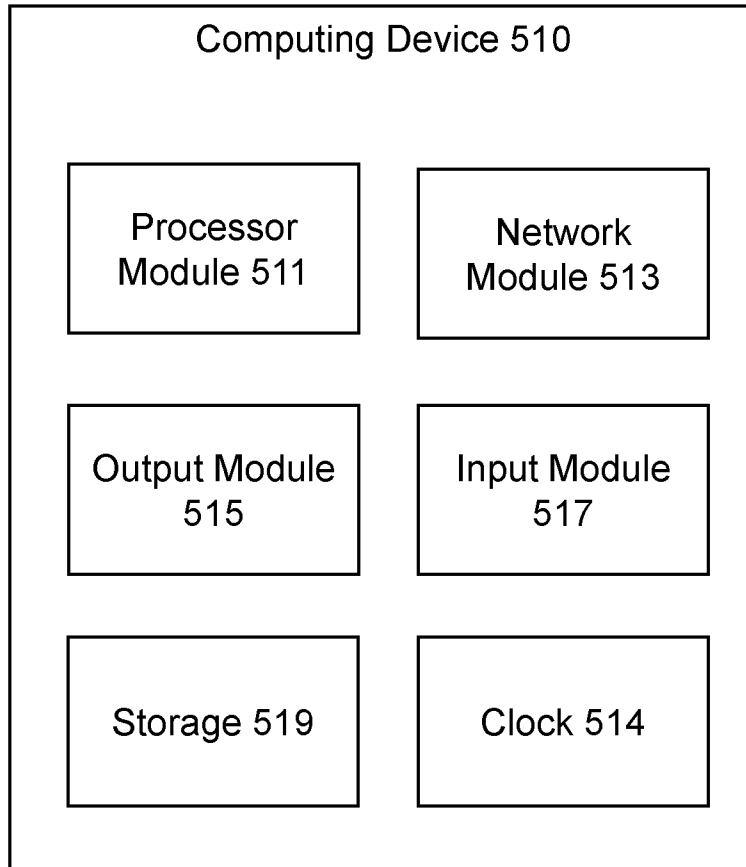 Computing Device 510
Processor
Module 511
Network
Module 513
Output Module
515
Input Module
517
Storage 519
Clock 514